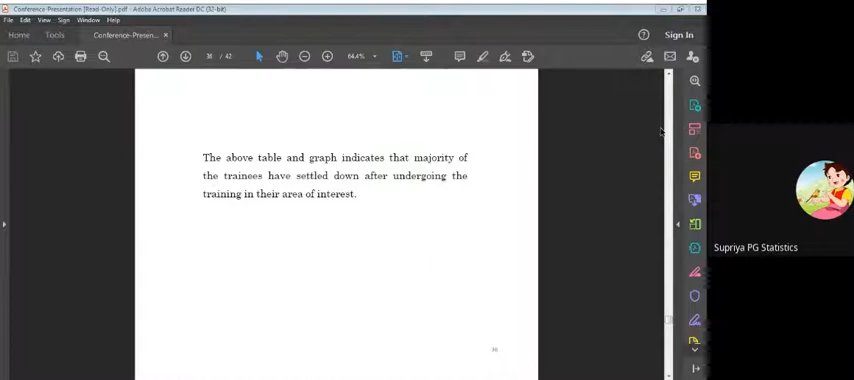 Conference-Presentation [Read-Only].pdf - Adobe Acrobat Reader DC (32-bit)
File Edit View Sign Window Help
Home Tools Conference-Presen... × Sign In
36 / 42 64.4%
The above table and graph indicates that majority of
the trainees have settled down after undergoing the
training in their area of interest.
Supriya PG Statistics
36